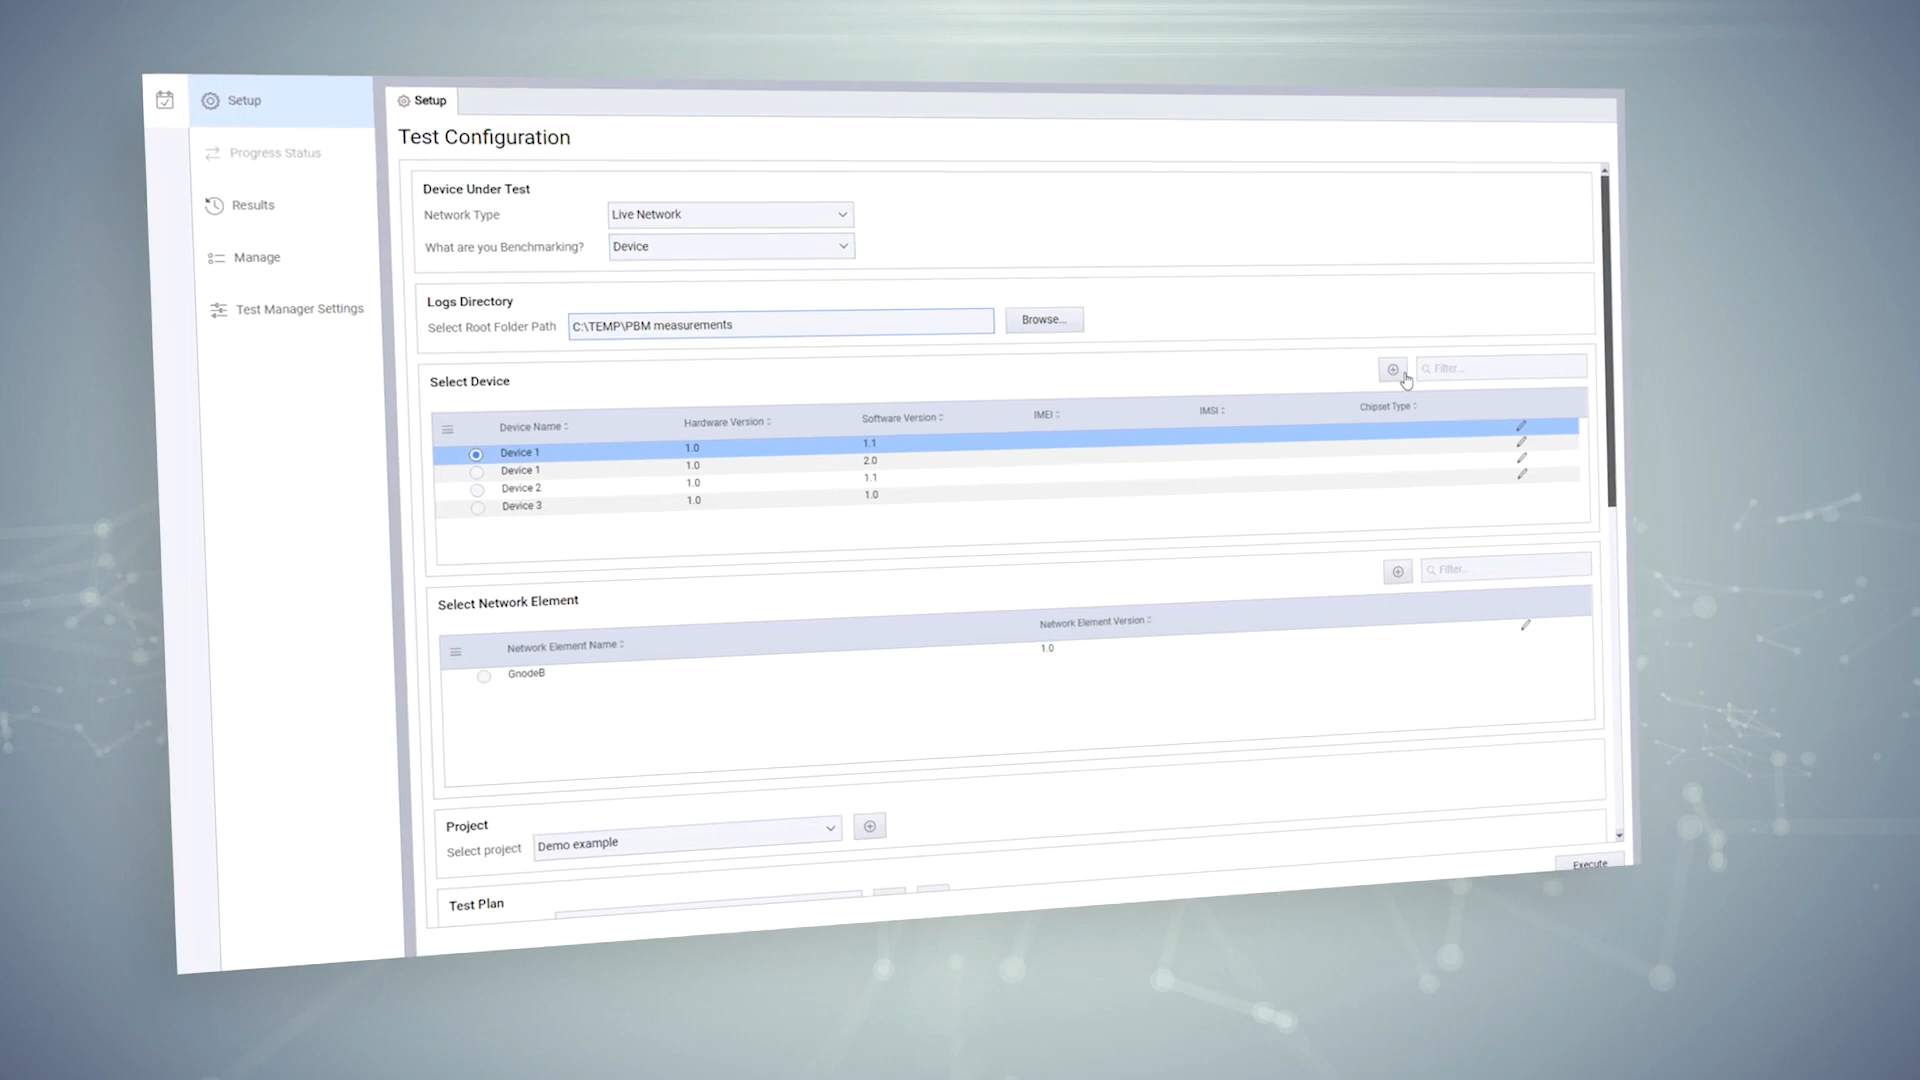 Setup
Progress Status
Results
Manage
Test Manager Settings
Setup
Test Configuration
Device Under Test
Network Type Live Network
What are you Benchmarking? Device
Logs Directory
Select Root Folder Path C:\TEMP\PBM measurements Browse...
Select Device Filter...
Device Name Hardware Version Software Version IMEI IMSI Chipset Type
Device 1 1.0 1.1
Device 1 1.0 2.0
Device 2 1.0 1.1
Device 3 1.0 1.0
Select Network Element Filter...
Network Element Name Network Element Version
GnodeB 1.0
Project
Select project Demo example
Test Plan
Execute